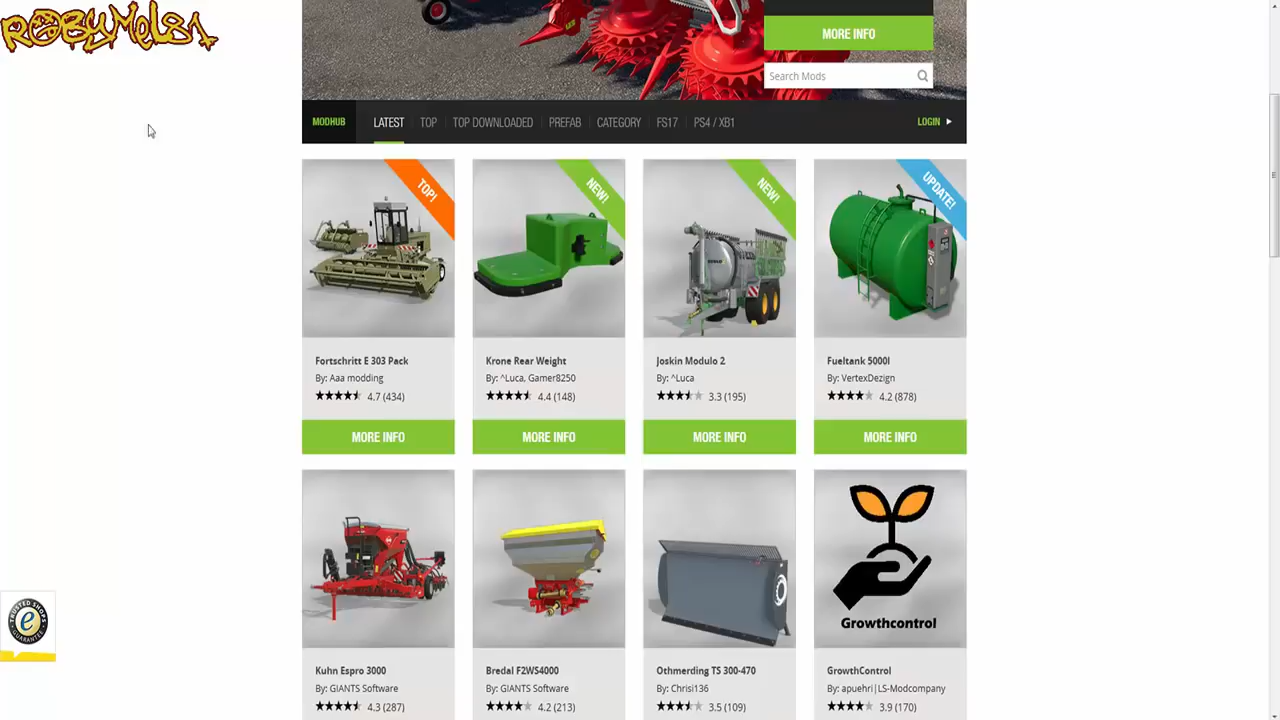 RobyMel81
MORE INFO
Search Mods
MODHUB LATEST TOP TOP DOWNLOADED PREFAB CATEGORY FS17 PS4 / XB1 LOGIN
TOP! NEW! NEW! UPDATE!
Fortschritt E 303 Pack Krone Rear Weight Joskin Modulo 2 Fueltank 5000l
By: Aaa modding By: ^Luca, Gamer8250 By: ^Luca By: VertexDezign
4.7 (434) 4.4 (148) 3.3 (195) 4.2 (878)
MORE INFO MORE INFO MORE INFO MORE INFO
Growthcontrol
TRUSTED SHOPS
GUARANTEE
Kuhn Espro 3000 Bredal F2WS4000 Othmerding TS 300-470 GrowthControl
By: GIANTS Software By: GIANTS Software By: Chrisi136 By: apuehri|LS-Modcompany
4.3 (287) 4.2 (213) 3.5 (109) 3.9 (170)